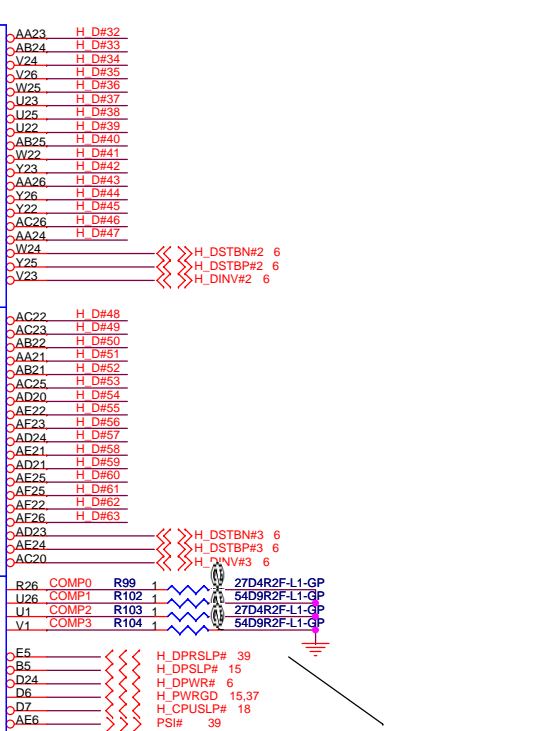 AA23 H_D#32
AB24 H_D#33
V24 H_D#34
V26 H_D#35
W25 H_D#36
U23 H_D#37
U25 H_D#38
U22 H_D#39
AB25 H_D#40
W22 H_D#41
Y23 H_D#42
AA26 H_D#43
Y26 H_D#44
Y22 H_D#45
AC26 H_D#46
AA24 H_D#47
W24 H_DSTBN#2 6
Y25 H_DSTBP#2 6
V23 H_DINV#2 6
AC22 H_D#48
AC23 H_D#49
AB22 H_D#50
AA21 H_D#51
AB21 H_D#52
AC25 H_D#53
AD20 H_D#54
AE22 H_D#55
AF23 H_D#56
AD24 H_D#57
AE21 H_D#58
AD21 H_D#59
AE25 H_D#60
AF25 H_D#61
AF22 H_D#62
AF26 H_D#63
AD23 H_DSTBN#3 6
AE24 H_DSTBP#3 6
AC20 H_DINV#3 6
R26 COMP0 R99 1 27D4R2F-L1-GP
U26 COMP1 R102 1 54D9R2F-L1-GP
U1 COMP2 R103 1 27D4R2F-L1-GP
V1 COMP3 R104 1 54D9R2F-L1-GP
E5 H_DPRSLP# 39
B5 H_DPSLP# 15
D24 H_DPWR# 6
D6 H_PWRGD 15,37
D7 H_CPUSLP# 18
AE6 PSI# 39